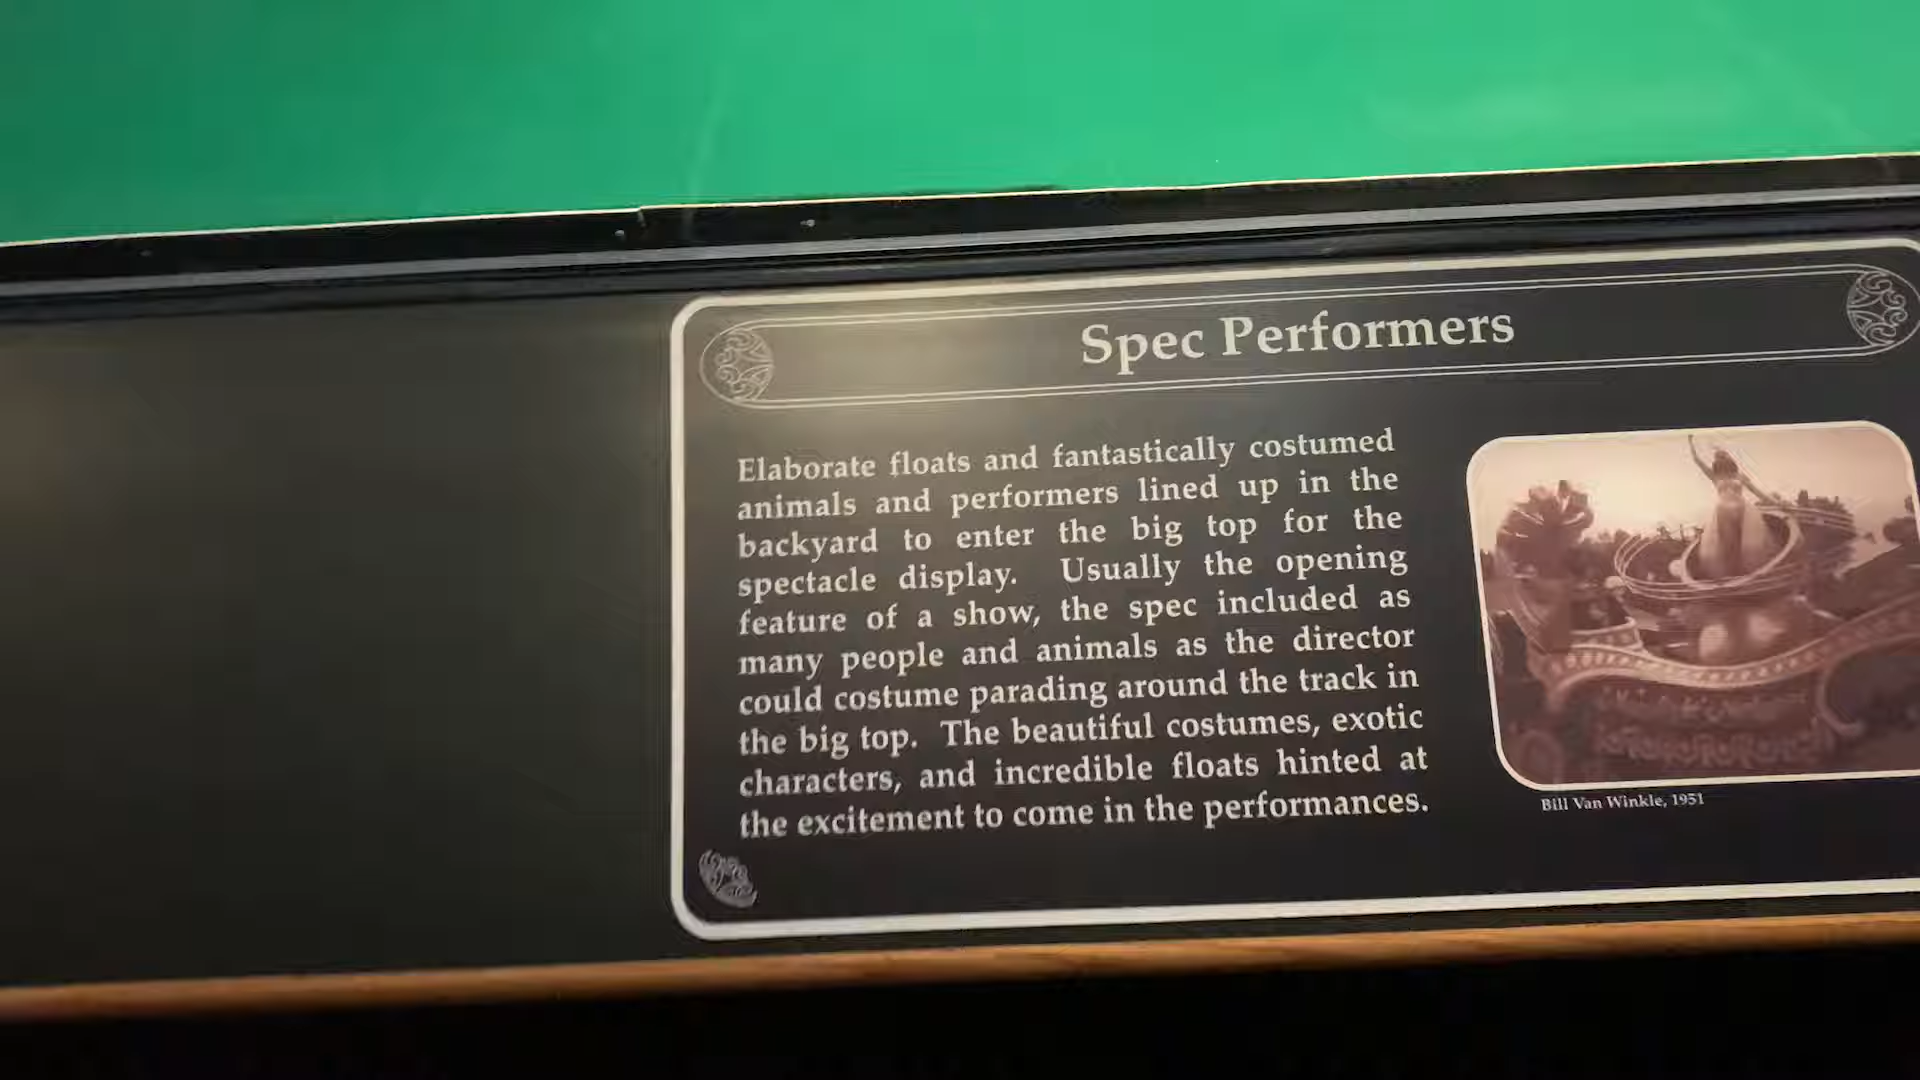 Spec Performers
Elaborate floats and fantastically costumed
animals and performers lined up in the
backyard to enter the big top for the
spectacle display. Usually the opening
feature of a show, the spec included as
many people and animals as the director
could costume parading around the track in
the big top. The beautiful costumes, exotic
characters, and incredible floats hinted at
the excitement to come in the performances.
Bill Van Winkle, 1951